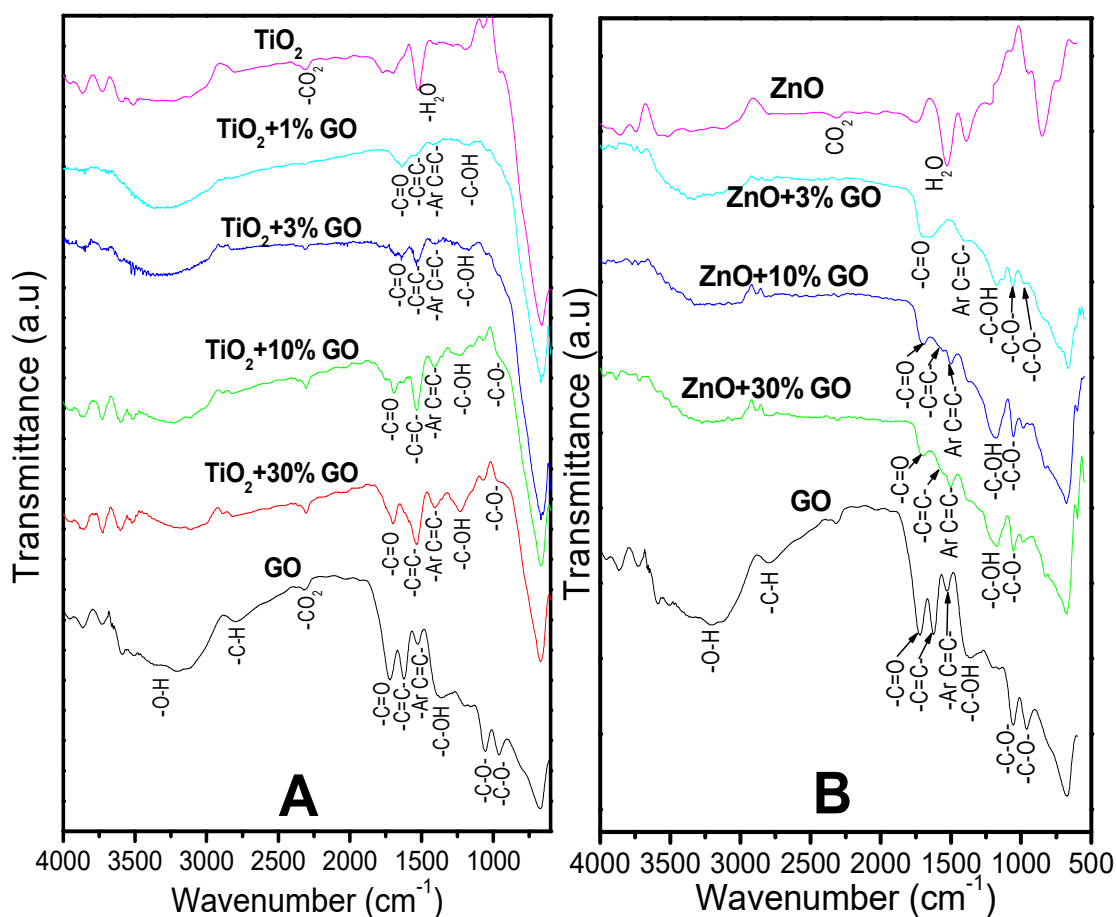 Transmittance (a.u)
TiO2
-CO2
-H2O
TiO2+1% GO
-C=O
-C=C-
-Ar C=C-
-C-OH
TiO2+3% GO
-C=O
-C=C-
-Ar C=C-
-C-OH
TiO2+10% GO
-C=O
-C=C-
-Ar C=C-
-C-OH
-C-O-
TiO2+30% GO
-C=O
-C=C-
-Ar C=C-
-C-OH
-C-O-
GO
-O-H
-C-H
-CO2
-C=O
-C=C-
-Ar C=C-
-C-OH
-C-O
-C-O-
A
4000 3500 3000 2500 2000 1500 1000
Wavenumber (cm-1)
Transmittance (a.u)
ZnO
CO2
H2O
ZnO+3% GO
-C=O
Ar C=C-
-C-OH
-C-O
-C-O-
ZnO+10% GO
-C=O
-C=C-
Ar C=C-
-C-OH
-C-O-
ZnO+30% GO
-C=O
-C=C-
Ar C=C-
-C-OH
-C-O-
GO
-O-H
-C-H
-C=O
-C=C-
-Ar C=C-
-C-OH
-C-O
-C-O-
B
4000 3500 3000 2500 2000 1500 1000 500
Wavenumber (cm-1)